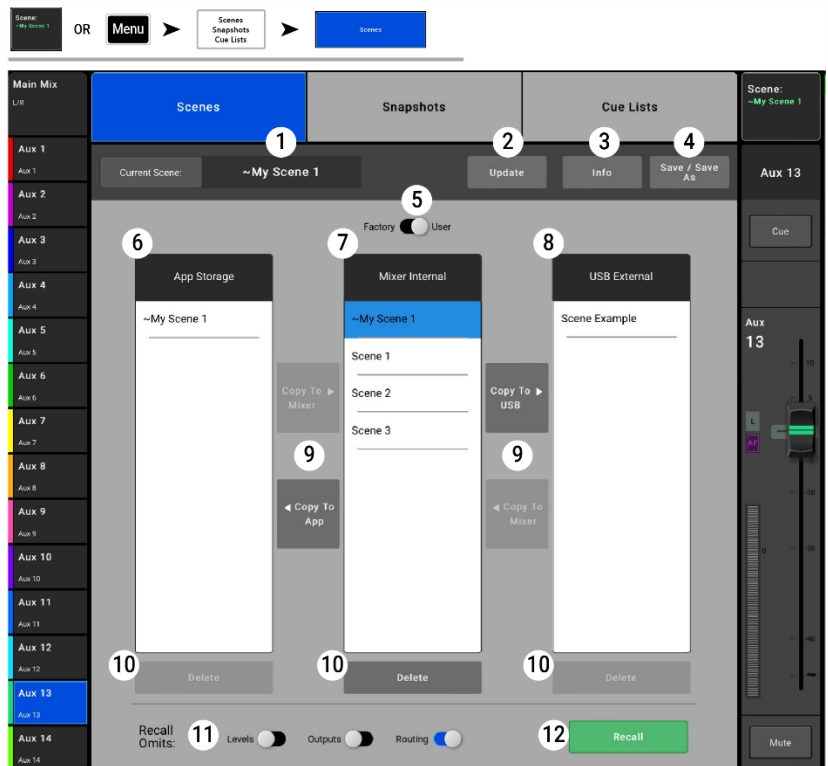 Scene:
~My Scene 1
OR
Menu
Scenes
Snapshots
Cue Lists
Scenes
Main Mix
L/R
Scenes
Snapshots
Cue Lists
Scene:
~My Scene 1
Aux 1
Aux 1
Aux 2
Aux 2
Aux 3
Aux 3
Aux 4
Aux 4
Aux 5
Aux 5
Aux 6
Aux 6
Aux 7
Aux 7
Aux 8
Aux 8
Aux 9
Aux 9
Aux 10
Aux 10
Aux 11
Aux 11
Aux 12
Aux 12
Aux 13
Aux 13
Aux 14
Aux 14
1
2
3
4
Current Scene:
~My Scene 1
Update
Info
Save / Save
As
5
Factory
User
6
7
8
App Storage
Mixer Internal
USB External
~My Scene 1
~My Scene 1
Scene Example
Scene 1
Scene 2
Scene 3
Copy To
Mixer
Copy To
USB
9
9
Copy To
App
Copy To
Mixer
10
Delete
10
Delete
10
Delete
Recall
Omits:
11
Levels
Outputs
Routing
12
Recall
Aux 13
Cue
Aux
13
10
5
L
AF
-10
0
-20
-40
Mute